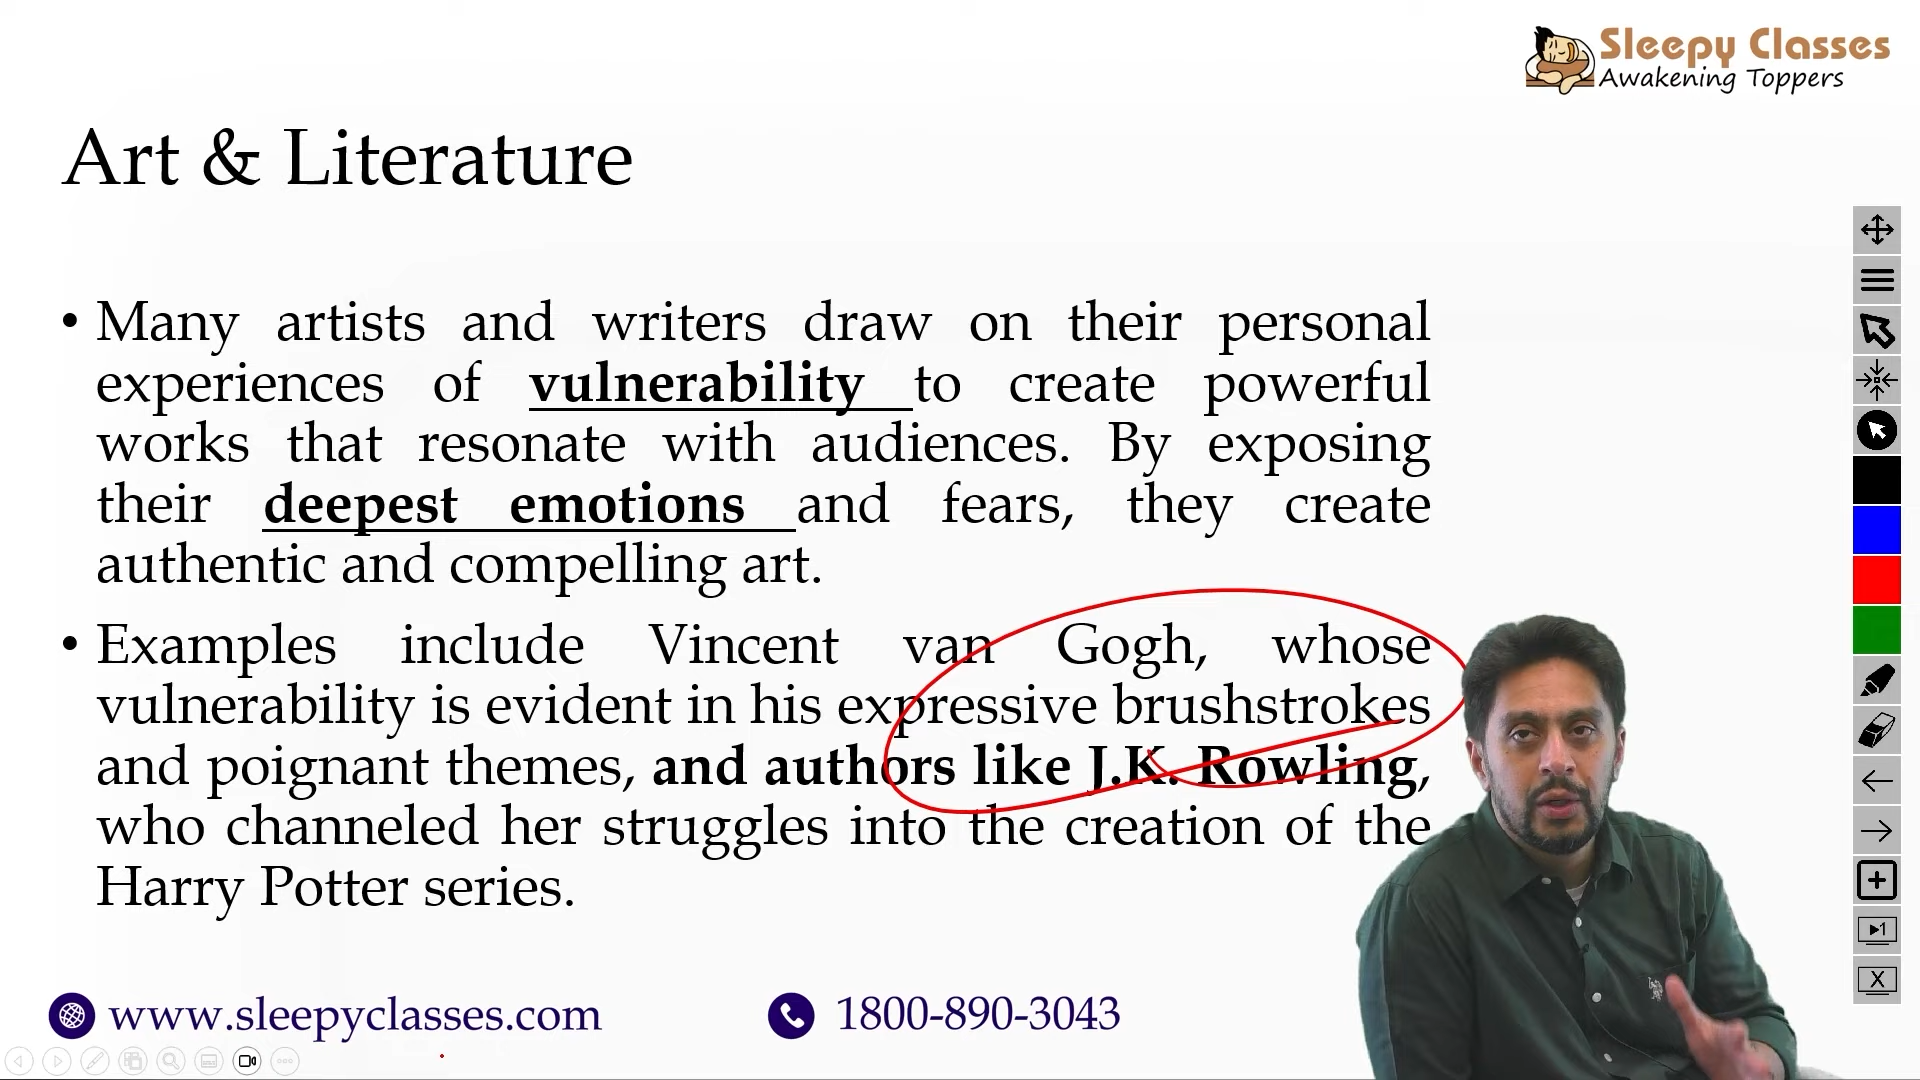 Sleepy Classes
Awakening Toppers
Art & Literature
• Many artists and writers draw on their personal
experiences of vulnerability to create powerful
works that resonate with audiences. By exposing
their deepest emotions and fears, they create
authentic and compelling art.
• Examples include Vincent van Gogh, whose
vulnerability is evident in his expressive brushstrokes
and poignant themes, and authors like J.K. Rowling,
who channeled her struggles into the creation of the
Harry Potter series.
www.sleepyclasses.com
1800-890-3043
1
X